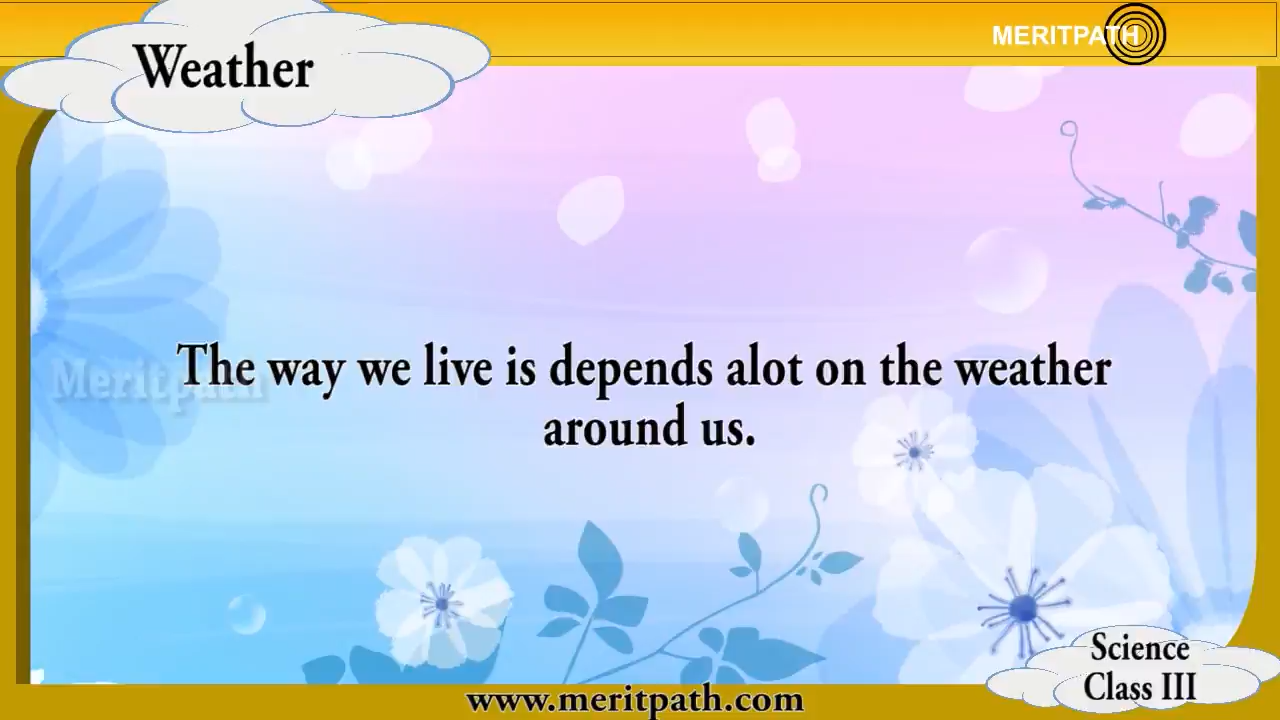 Weather
MERITPATH
The way we live is depends alot on the weather
around us.
Meritpath
Science
Class III
www.meritpath.com